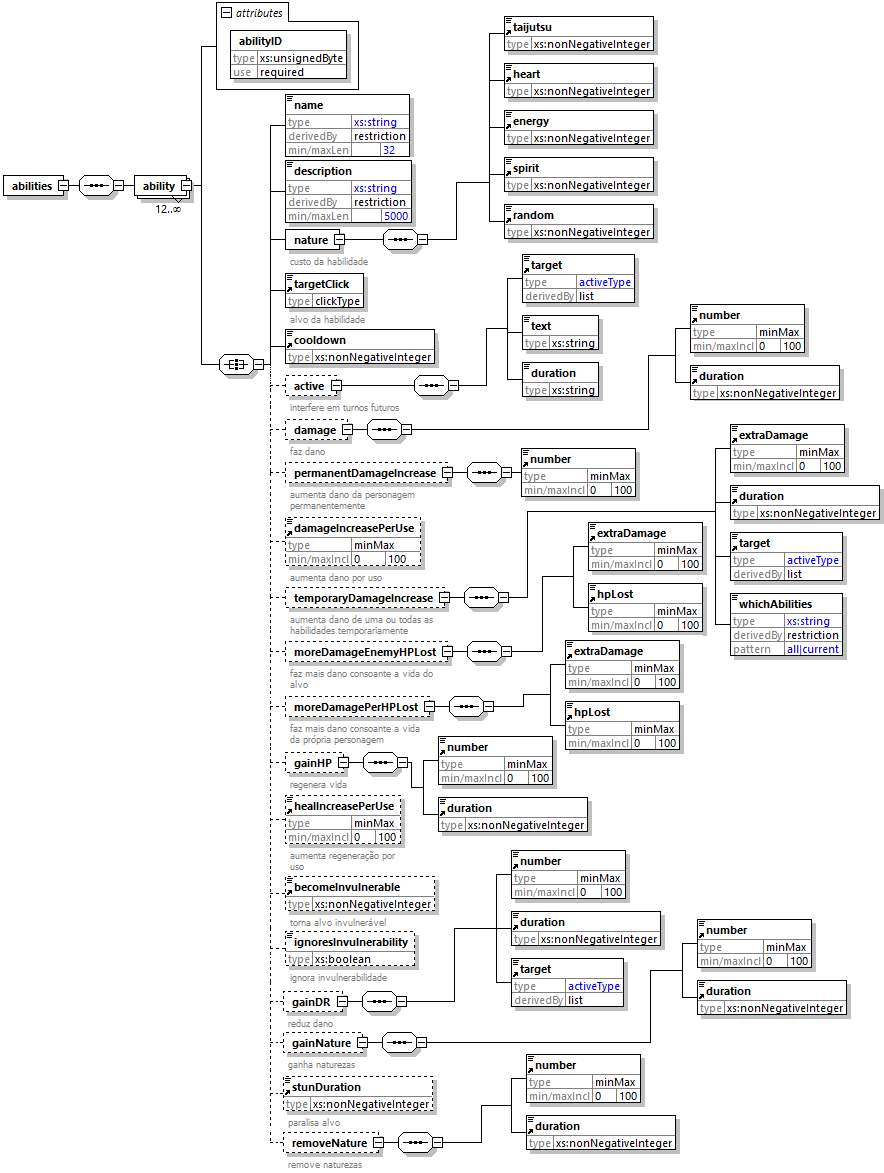 attributes
abilityID
type xs:unsignedByte
use required
abilities
ability
12..∞
name
type xs:string
derivedBy restriction
min/maxLen 32
description
type xs:string
derivedBy restriction
min/maxLen 5000
nature
custo da habilidade
taijutsu
type xs:nonNegativeInteger
heart
type xs:nonNegativeInteger
energy
type xs:nonNegativeInteger
spirit
type xs:nonNegativeInteger
random
type xs:nonNegativeInteger
targetClick
type clickType
alvo da habilidade
cooldown
type xs:nonNegativeInteger
active
interfere em turnos futuros
target
type activeType
derivedBy list
text
type xs:string
duration
type xs:string
damage
faz dano
number
type minMax
min/maxIncl 0 100
duration
type xs:nonNegativeInteger
permanentDamageIncrease
aumenta dano da personagem
permanentemente
number
type minMax
min/maxIncl 0 100
damageIncreasePerUse
type minMax
min/maxIncl 0 100
aumenta dano por uso
temporaryDamageIncrease
aumenta dano de uma ou todas as
habilidades temporariamente
extraDamage
type minMax
min/maxIncl 0 100
duration
type xs:nonNegativeInteger
target
type activeType
derivedBy list
whichAbilities
type xs:string
derivedBy restriction
pattern all|current
moreDamageEnemyHPLost
faz mais dano consoante a vida do
alvo
extraDamage
type minMax
min/maxIncl 0 100
hpLost
type minMax
min/maxIncl 0 100
moreDamagePerHPLost
faz mais dano consoante a vida
da própria personagem
extraDamage
type minMax
min/maxIncl 0 100
hpLost
type minMax
min/maxIncl 0 100
gainHP
regenera vida
number
type minMax
min/maxIncl 0 100
duration
type xs:nonNegativeInteger
healIncreasePerUse
type minMax
min/maxIncl 0 100
aumenta regeneração por
uso
becomeInvulnerable
type xs:nonNegativeInteger
torna alvo invulnerável
ignoresInvulnerability
type xs:boolean
ignora invulnerabilidade
gainDR
reduz dano
number
type minMax
min/maxIncl 0 100
duration
type xs:nonNegativeInteger
target
type activeType
derivedBy list
gainNature
ganha naturezas
number
type minMax
min/maxIncl 0 100
duration
type xs:nonNegativeInteger
stunDuration
type xs:nonNegativeInteger
paralisa alvo
removeNature
remove naturezas
number
type minMax
min/maxIncl 0 100
duration
type xs:nonNegativeInteger